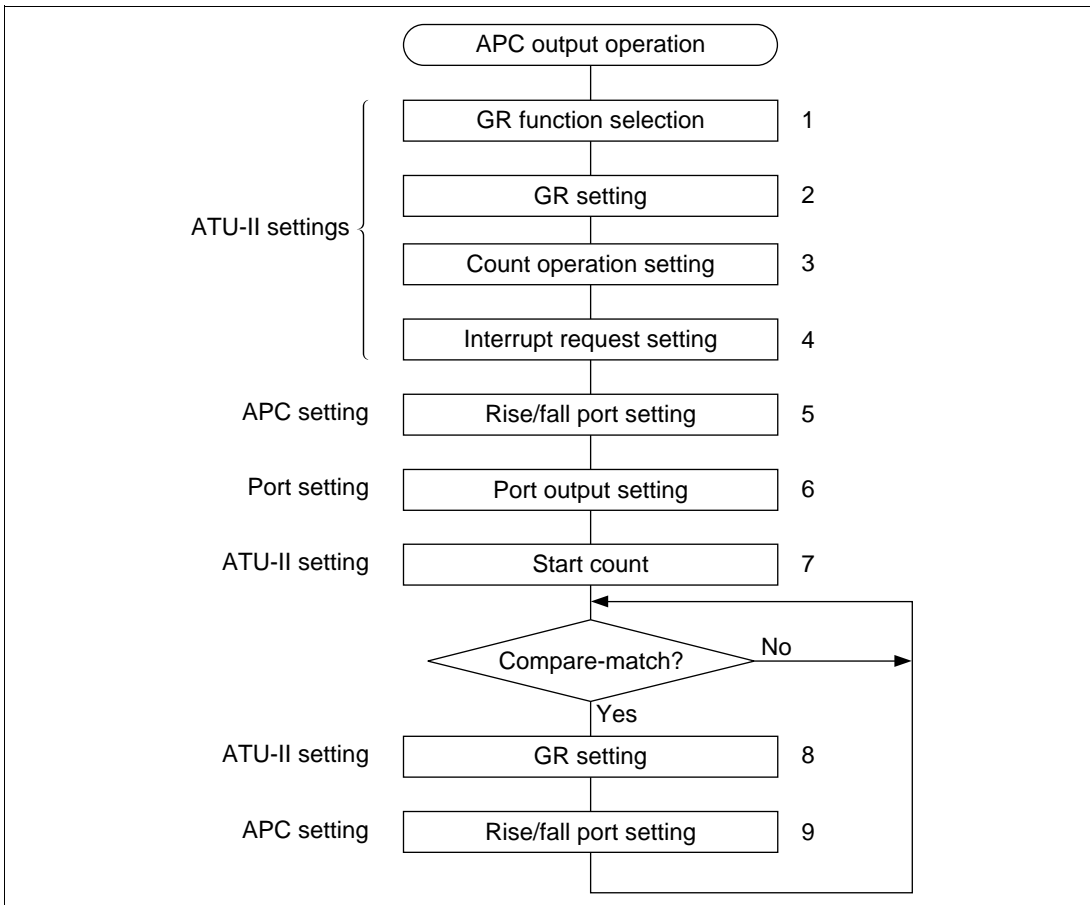 APC output operation
GR function selection 1
GR setting 2
ATU-II settings
Count operation setting 3
Interrupt request setting 4
APC setting Rise/fall port setting 5
Port setting Port output setting 6
ATU-II setting Start count 7
Compare-match? No
Yes
ATU-II setting GR setting 8
APC setting Rise/fall port setting 9